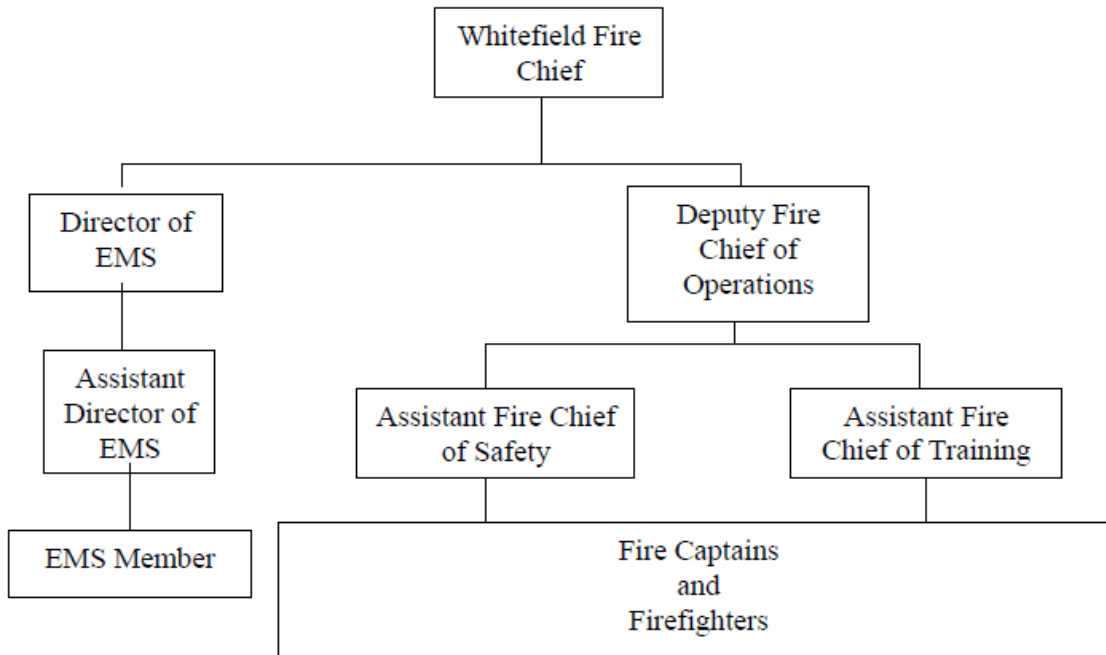 Whitefield Fire
Chief
Director of
EMS
Deputy Fire
Chief of
Operations
Assistant
Director of
EMS
Assistant Fire Chief
of Safety
Assistant Fire
Chief of Training
EMS Member
Fire Captains
and
Firefighters